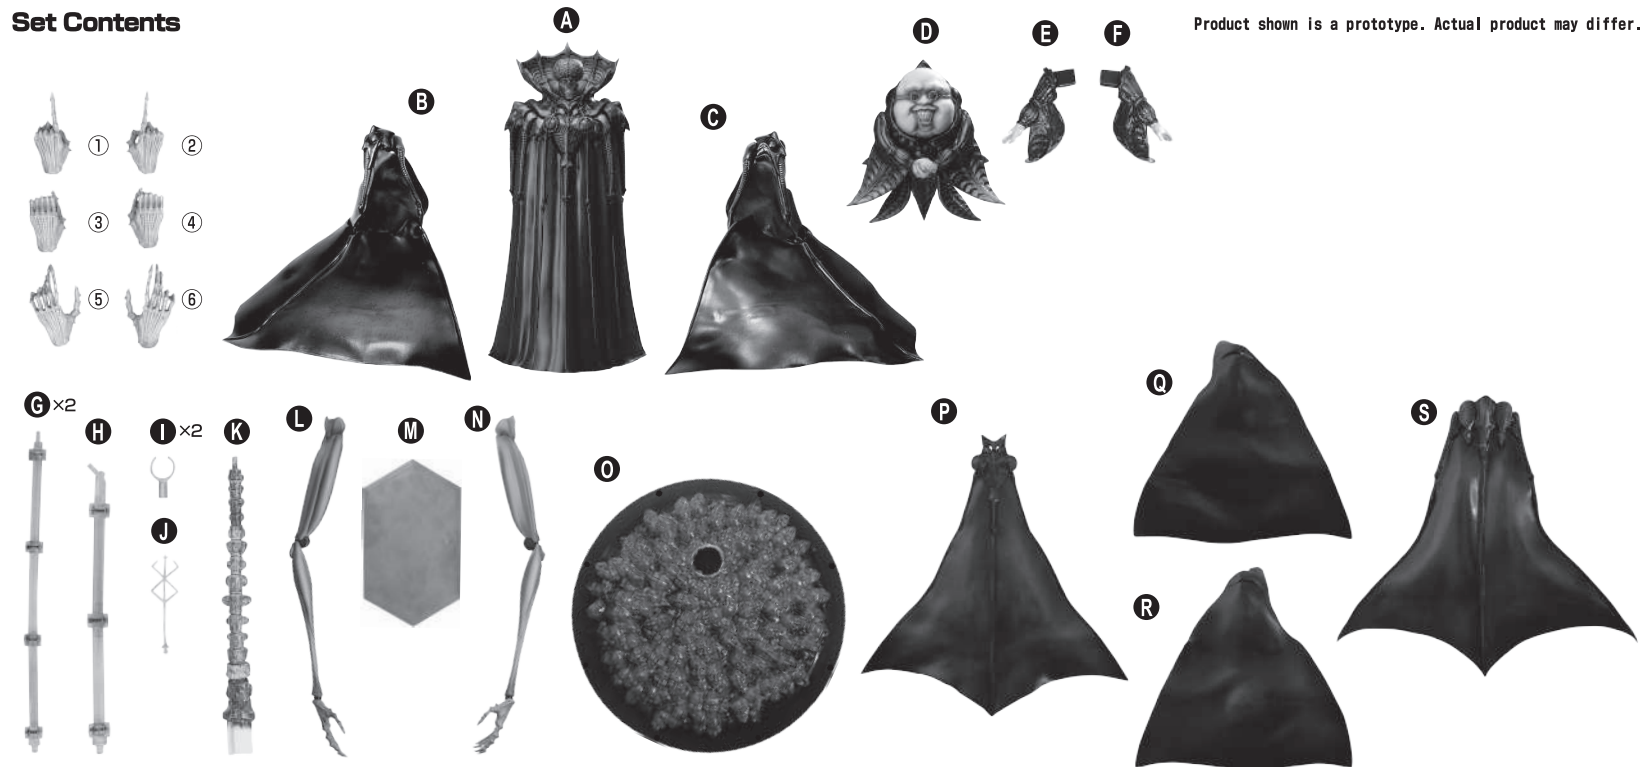 Set Contents
Product shown is a prototype. Actual product may differ.
A
B
C
D
E
F
①
②
③
④
⑤
⑥
G ×2
H
I ×2
J
K
L
M
N
O
P
Q
R
S